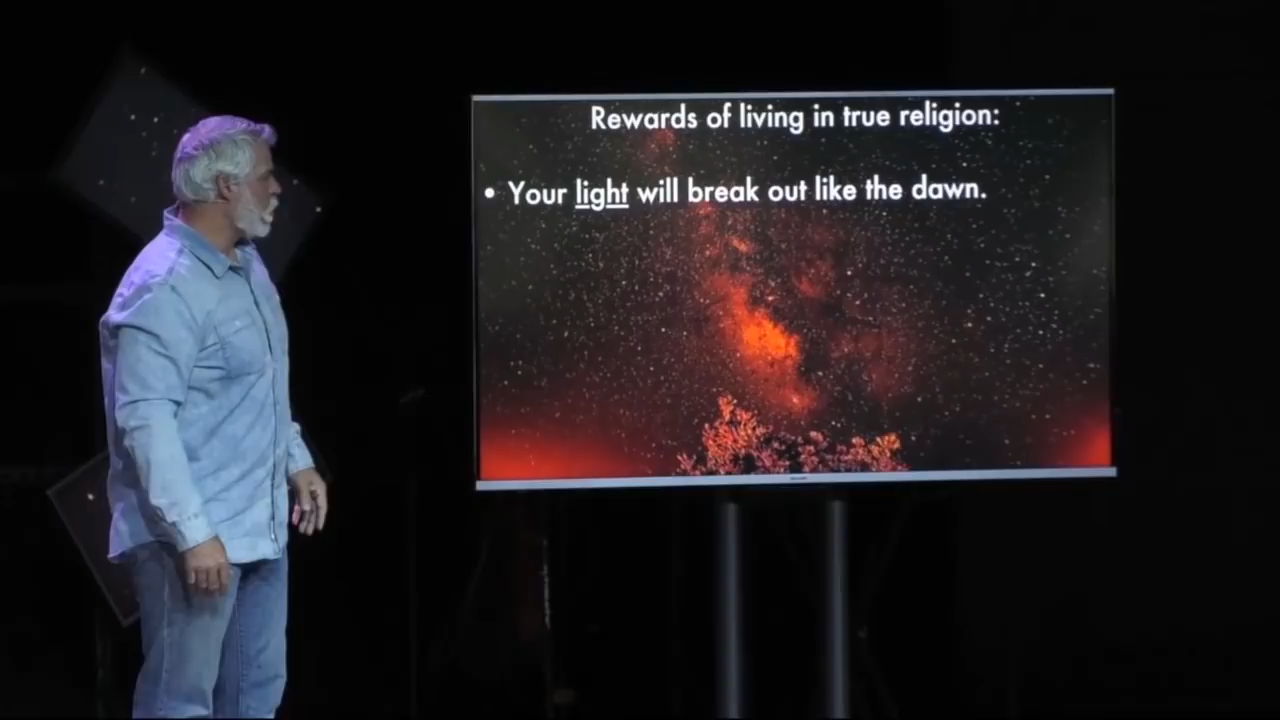 Rewards of living in true religion:
• Your light will break out like the dawn.